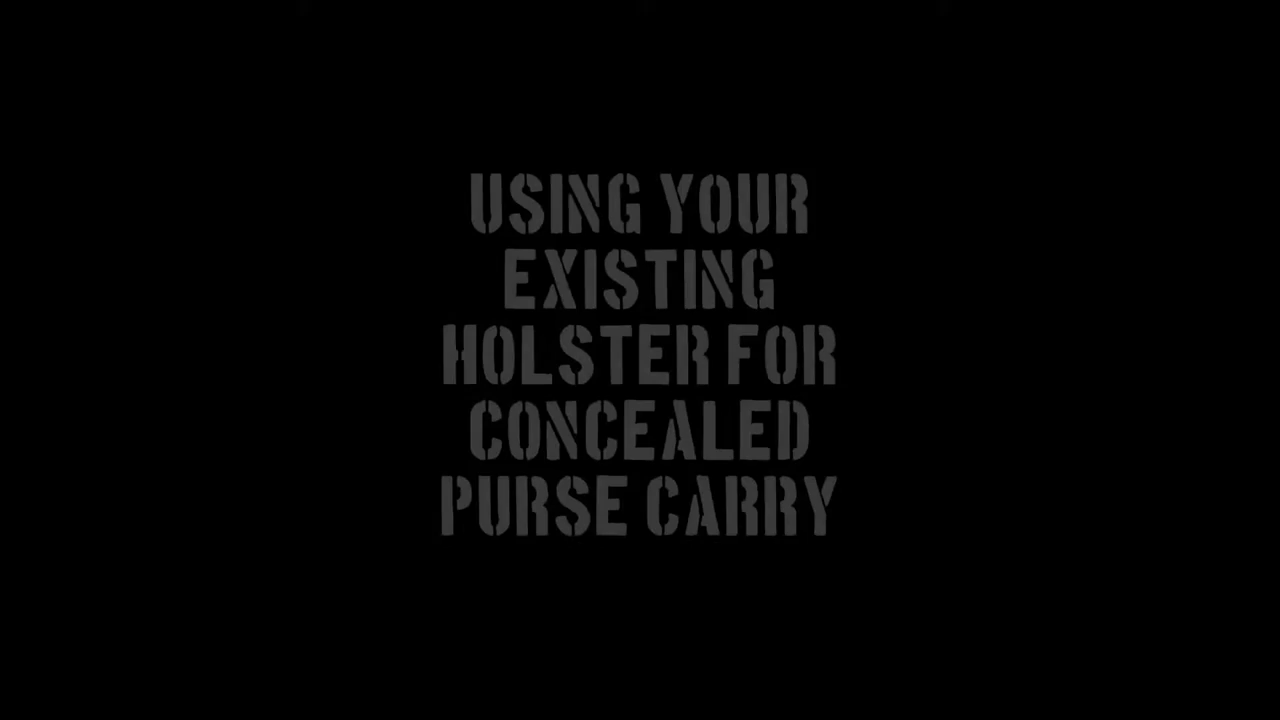 USING YOUR
EXISTING
HOLSTER FOR
CONCEALED
PURSE CARRY